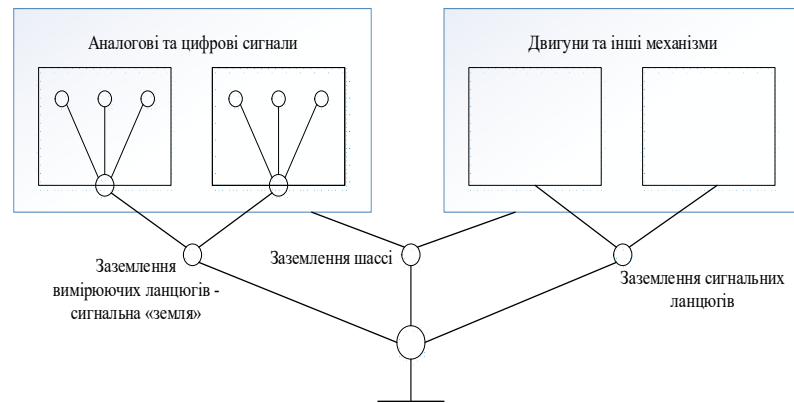 Аналогові та цифрові сигнали
Двигуни та інші механізми
Заземлення
вимірюючих ланцюгів -
сигнальна «земля»
Заземлення шассі
Заземлення сигнальних
ланцюгів